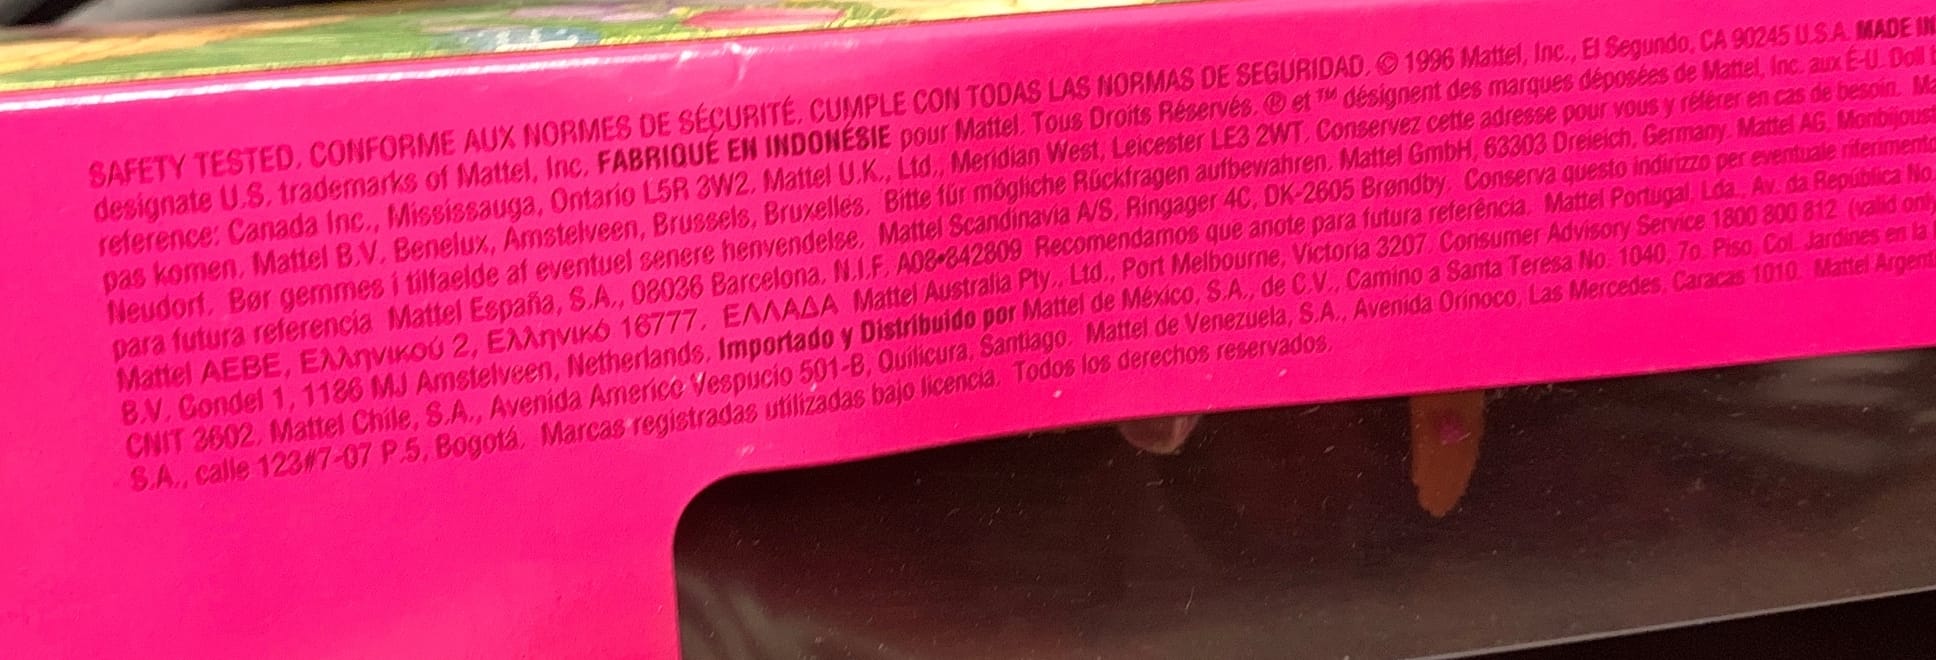 SAFETY TESTED. CONFORME AUX NORMES DE SÉCURITÉ. CUMPLE CON TODAS LAS NORMAS DE SEGURIDAD. © 1996 Mattel, Inc., El Segundo, CA 90245 U.S.A. MADE IN
designate U.S. trademarks of Mattel, Inc. FABRIQUÉ EN INDONÉSIE pour Mattel. Tous Droits Réservés. ® et ™ désignent des marques déposées de Mattel, Inc. aux É-U. Doll
reference: Canada Inc., Mississauga, Ontario L5R 3W2. Mattel U.K., Ltd., Meridian West, Leicester LE3 2WT. Conservez cette adresse pour vous y référer en cas de besoin.
pas komen. Mattel B.V. Benelux, Amstelveen, Brussels, Bruxelles. Bitte für mögliche Rückfragen aufbewahren. Mattel GmbH, 63303 Dreieich, Germany. Mattel AG, Monbijoust
Neudorf. Bør gemmes i tilfaelde af eventuel senere henvendelse. Mattel Scandinavia A/S, Ringager 4C, DK-2605 Brøndby. Conserva questo indirizzo per eventuale riferimento
para futura referencia Mattel España, S.A., 08036 Barcelona. N.I.F. A08•842809 Recomendamos que anote para futura referência. Mattel Portugal, Lda., Av. da República No.
Mattel AEBE, Ελληνικού 2, Ελληνικό 16777, ΕΛΛΑΔΑ Mattel Australia Pty., Ltd., Port Melbourne, Victoria 3207. Consumer Advisory Service 1800 800 812 (valid only
B.V. Gondel 1, 1186 MJ Amstelveen, Netherlands. Importado y Distribuido por Mattel de México, S.A., de C.V., Camino a Santa Teresa No. 1040, 7o. Piso, Col. Jardines en la
CNIT 3602. Mattel Chile, S.A., Avenida Americo Vespucio 501-B, Quilicura, Santiago. Mattel de Venezuela, S.A., Avenida Orinoco, Las Mercedes, Caracas 1010. Mattel Argent
S.A., calle 123#7-07 P.5, Bogotá. Marcas registradas utilizadas bajo licencia. Todos los derechos reservados.